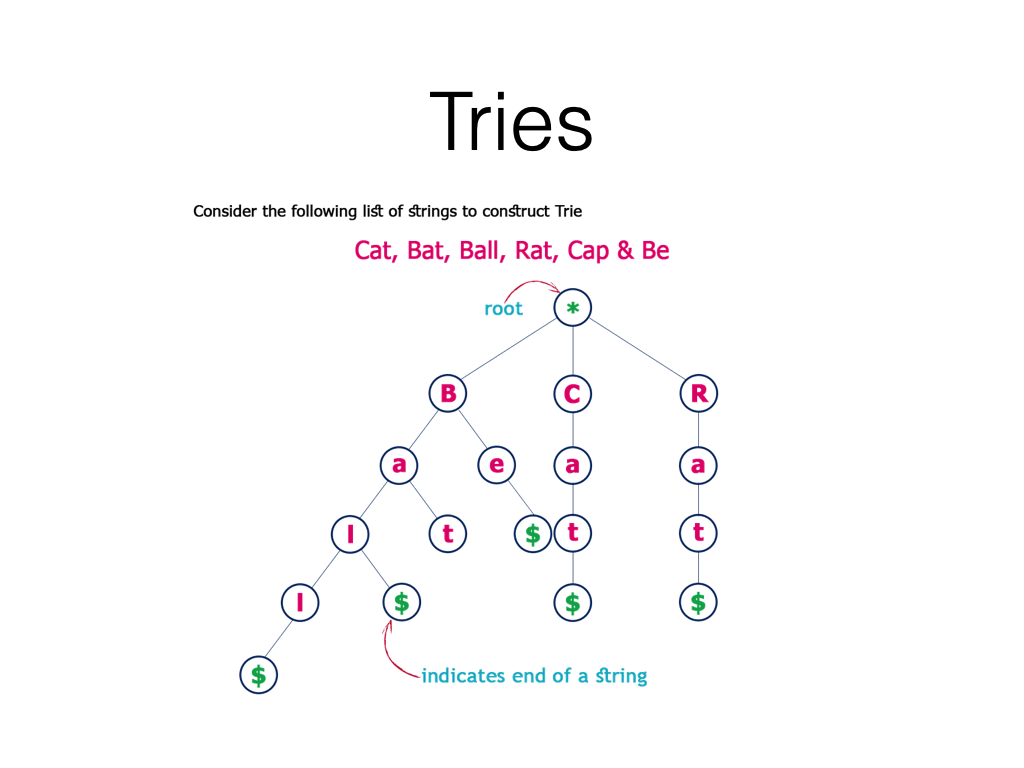 Tries
Consider the following list of strings to construct Trie
Cat, Bat, Ball, Rat, Cap & Be
root
*
B C R
a e a a
l t $ t t
l $ $ $
$
indicates end of a string